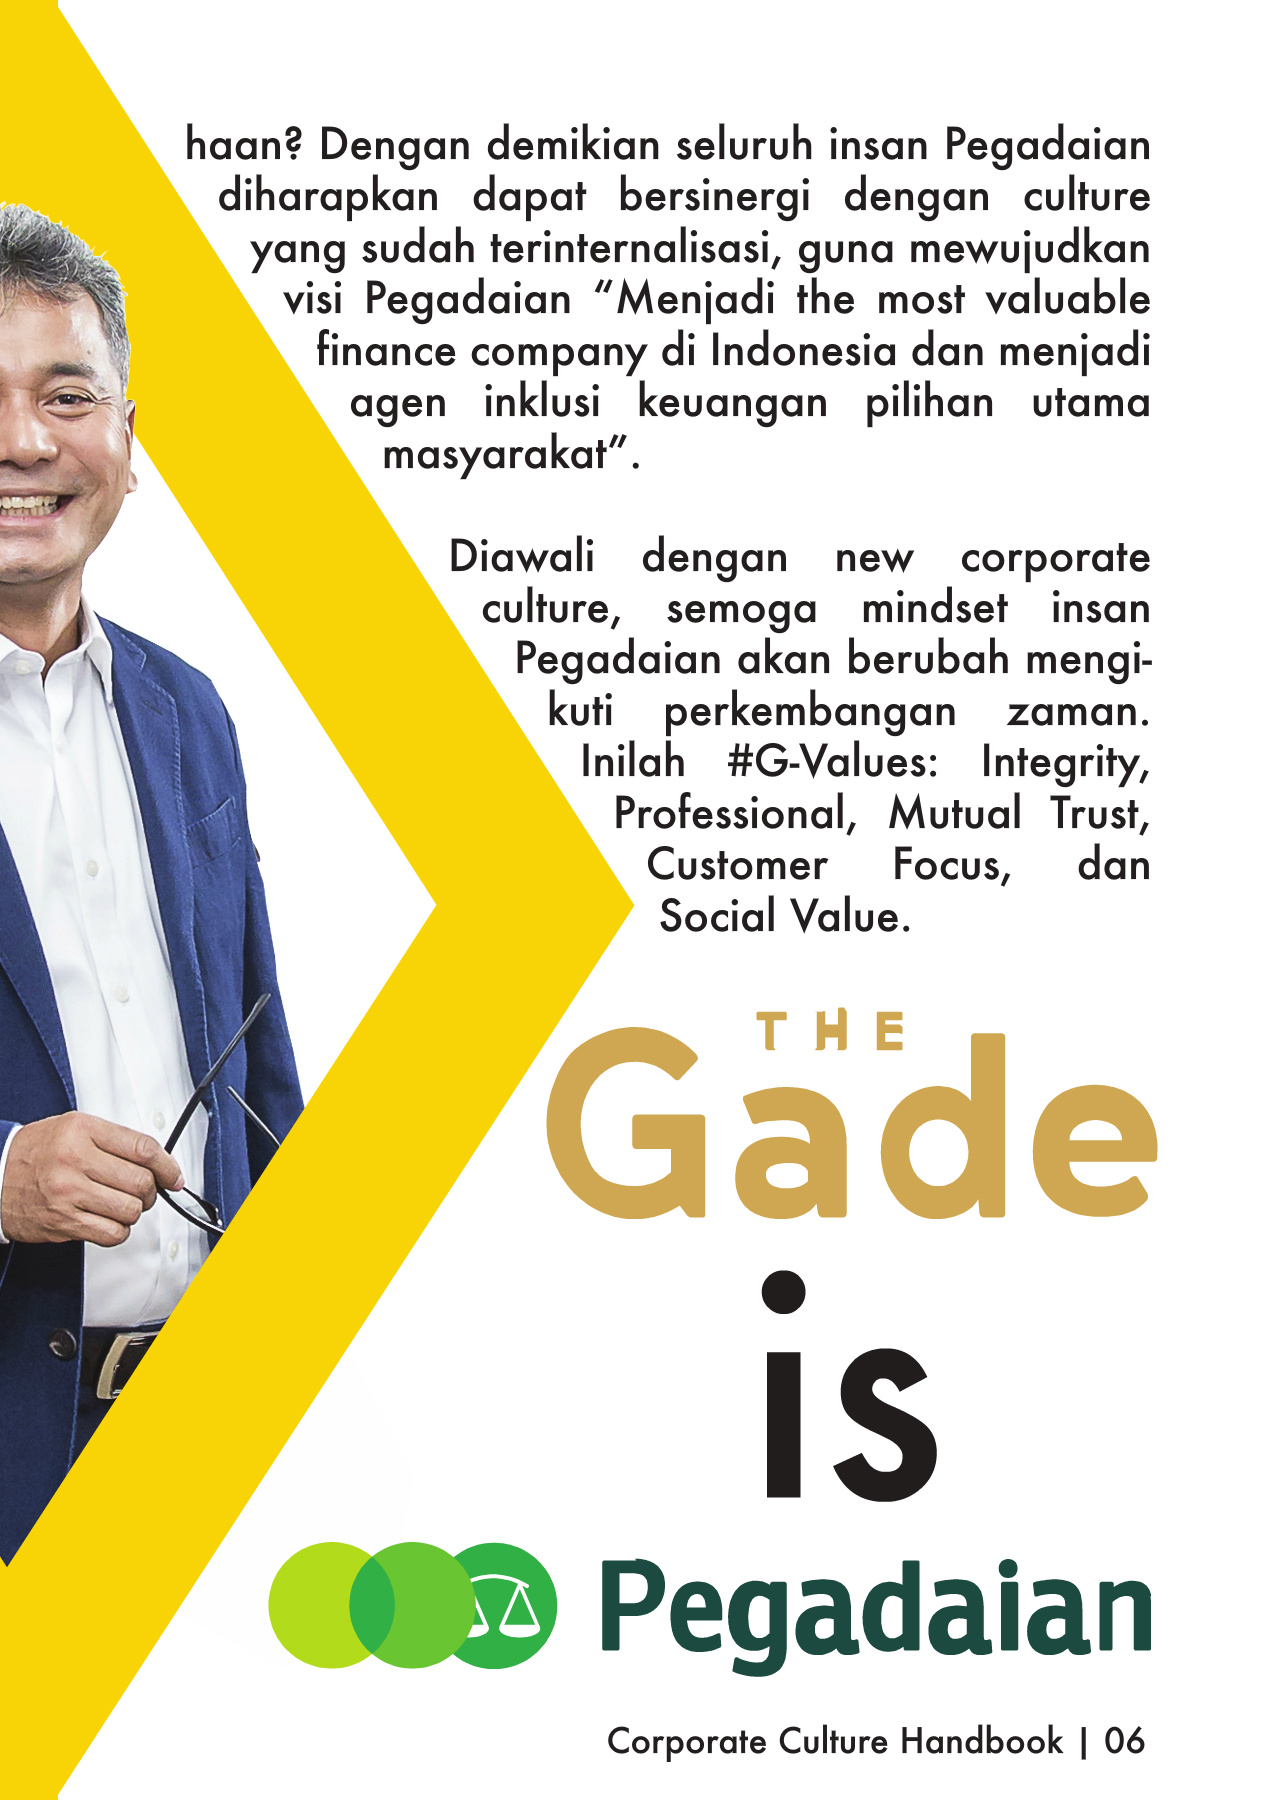 haan? Dengan demikian seluruh insan Pegadaian
diharapkan dapat bersinergi dengan culture
yang sudah terinternalisasi, guna mewujudkan
visi Pegadaian “Menjadi the most valuable
finance company di Indonesia dan menjadi
agen inklusi keuangan pilihan utama
masyarakat”.
Diawali dengan new corporate
culture, semoga mindset insan
Pegadaian akan berubah mengi-
kuti perkembangan zaman.
Inilah #G-Values: Integrity,
Professional, Mutual Trust,
Customer Focus, dan
Social Value.
THE
Gade
is
Pegadaian
Corporate Culture Handbook | 06